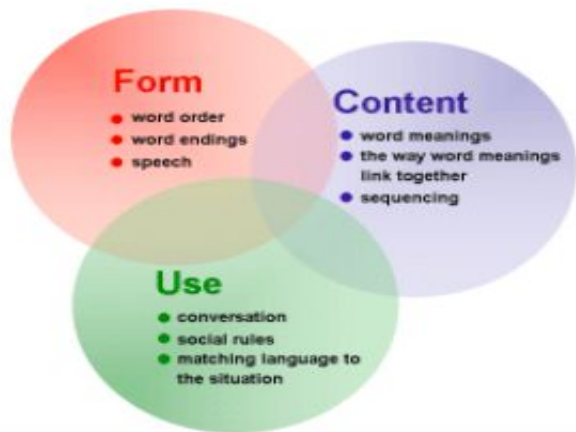 Form
● word order
● word endings
● speech
Content
● word meanings
● the way word meanings
link together
● sequencing
Use
● conversation
● social rules
● matching language to
the situation